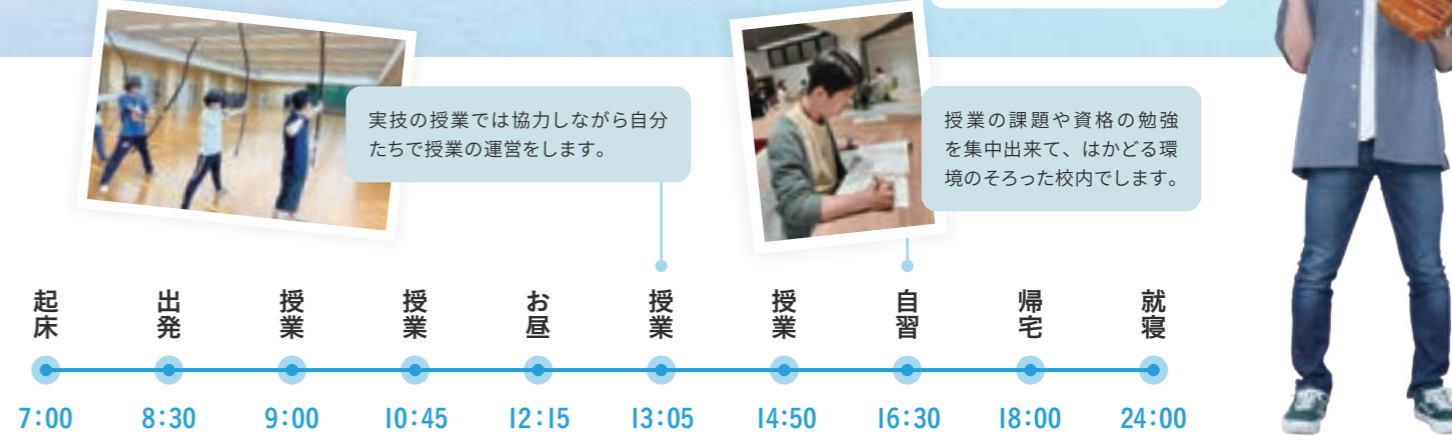 実技の授業では協力しながら自分
たちで授業の運営をします。
授業の課題や資格の勉強
を集中出来て、はかどる環
境のそろった校内でします。
起床
出発
授業
授業
お昼
授業
授業
自習
帰宅
就寝
7:00
8:30
9:00
10:45
12:15
13:05
14:50
16:30
18:00
24:00